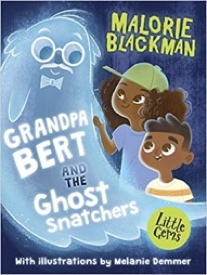 MALORIE
BLACKMAN
GRANDPA
BERT
AND THE
Ghost
Snatchers
Little
Gems
With illustrations by Melanie Demmer